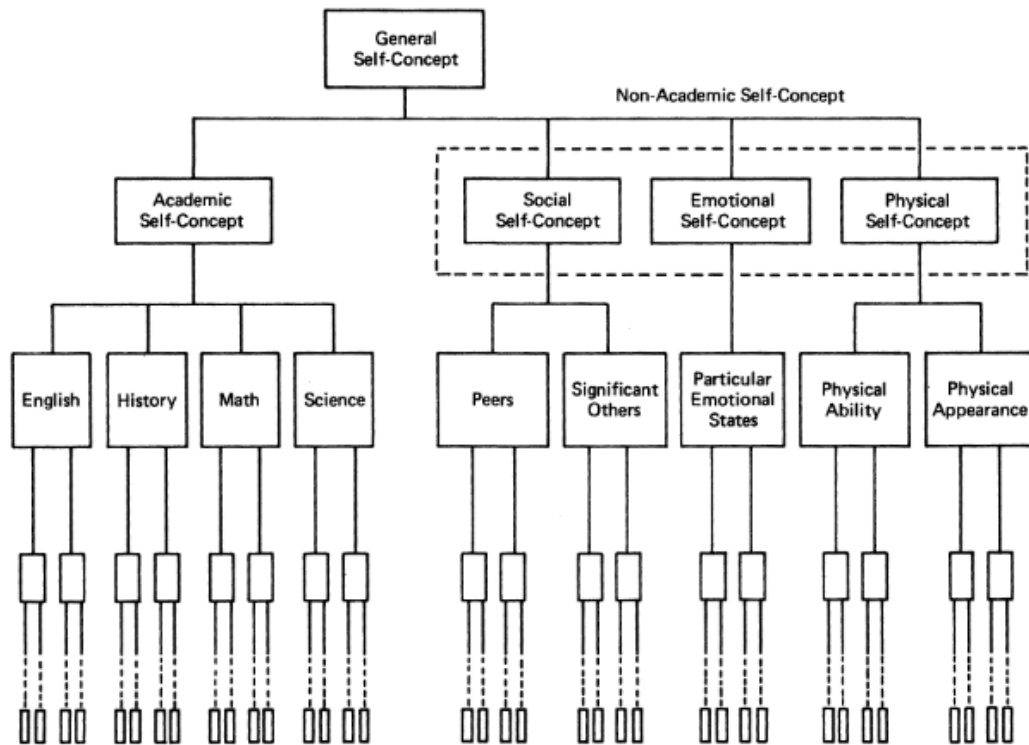 General
Self-Concept
Non-Academic Self-Concept
Academic
Self-Concept
Social
Self-Concept
Emotional
Self-Concept
Physical
Self-Concept
English
History
Math
Science
Peers
Significant
Others
Particular
Emotional
States
Physical
Ability
Physical
Appearance